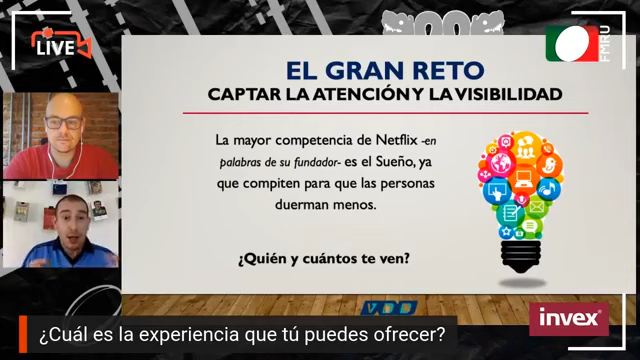 LIVE
FMRU
EL GRAN RETO
CAPTAR LA ATENCIÓN Y LA VISIBILIDAD
La mayor competencia de Netflix -en
palabras de su fundador- es el Sueño, ya
que compiten para que las personas
duerman menos.
¿Quién y cuántos te ven?
¿Cuál es la experiencia que tú puedes ofrecer?
invex